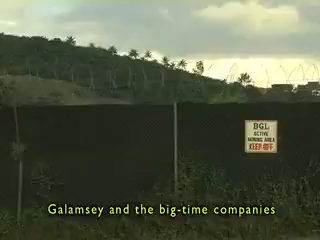 BGL
ACTIVE
MINING AREA
KEEP OFF
Galamsey and the big-time companies